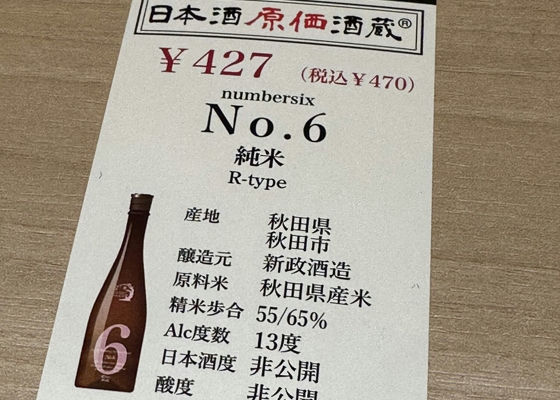 日本酒原価酒蔵®
￥427 （税込￥470）
numbersix
No.6
純米
R-type
産地 秋田県
秋田市
醸造元 新政酒造
原料米 秋田県産米
精米歩合 55/65%
Alc度数 13度
日本酒度 非公開
酸度 非公開
6